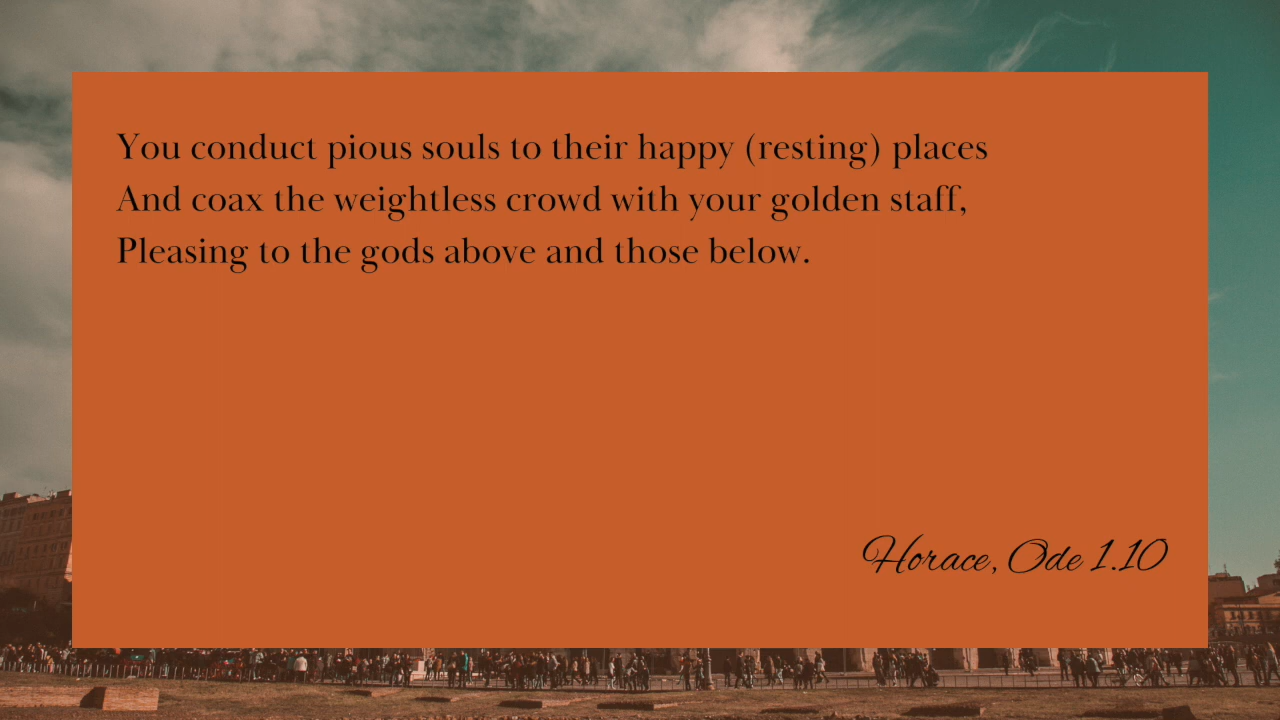 You conduct pious souls to their happy (resting) places
And coax the weightless crowd with your golden staff,
Pleasing to the gods above and those below.
Horace, Ode 1.10